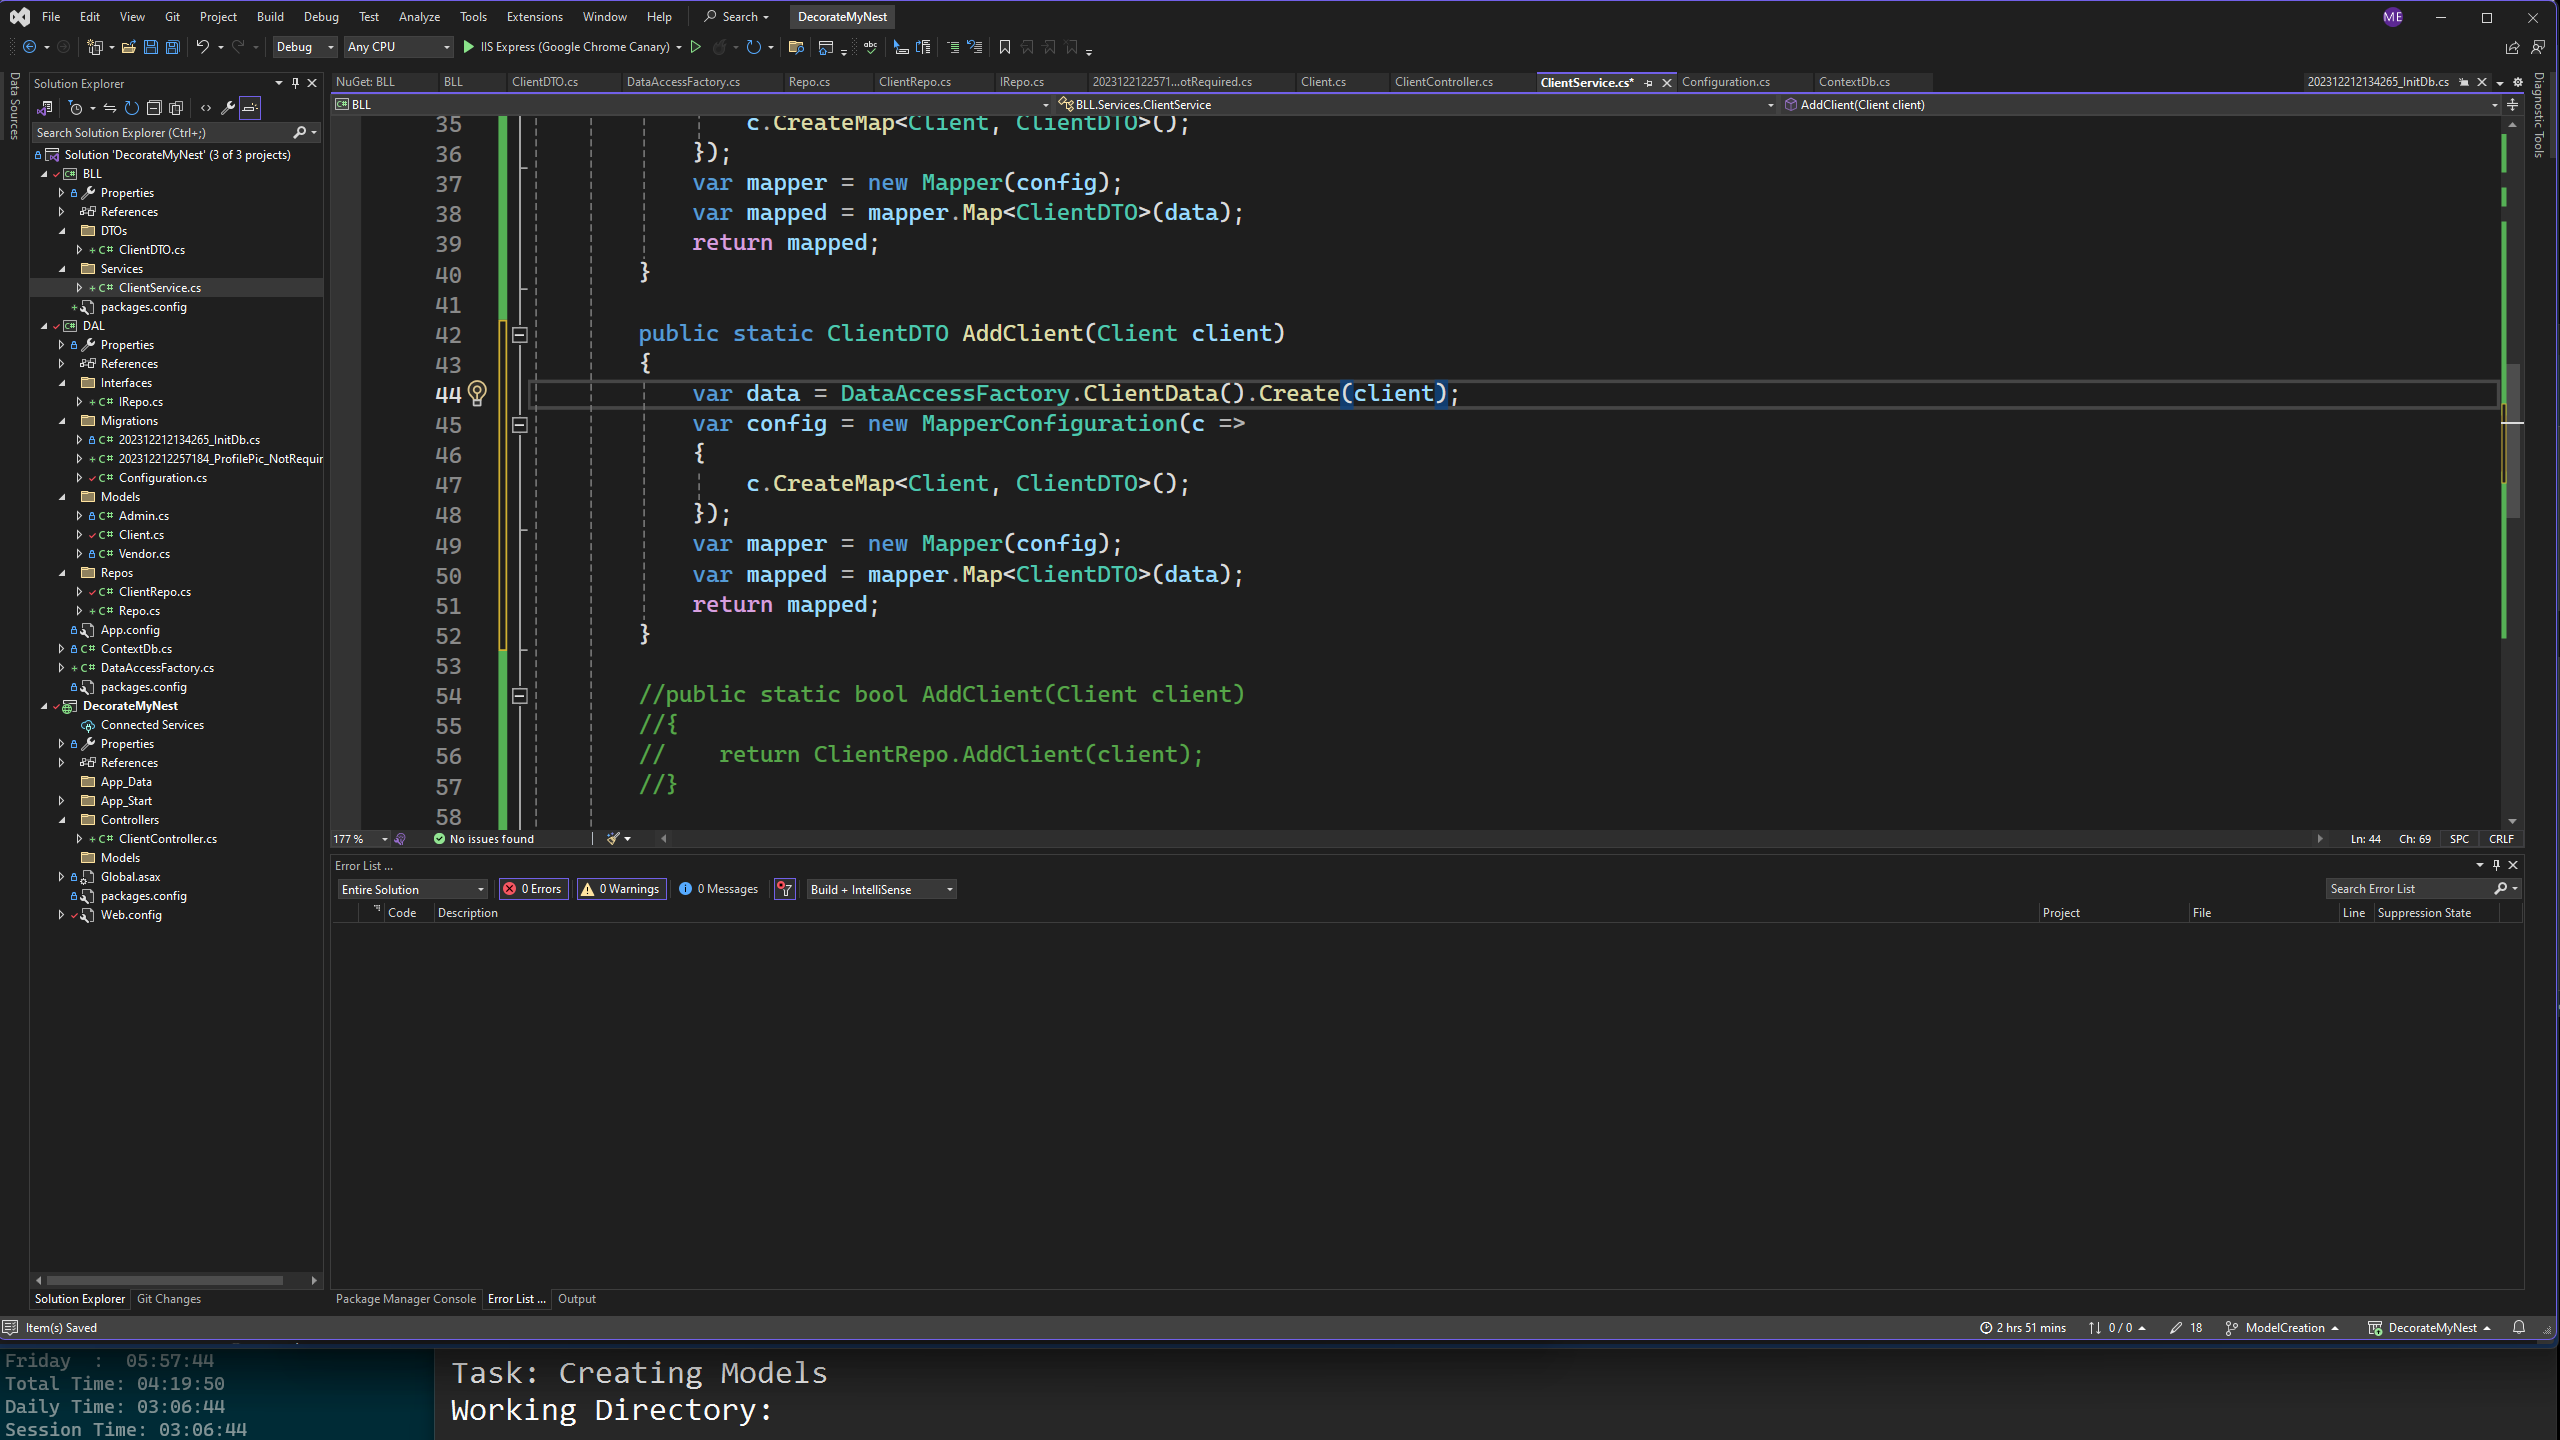 File Edit View Git Project Build Debug Test Analyze Tools Extensions Window Help Search DecorateMyNest ME
Debug Any CPU IIS Express (Google Chrome Canary)
Data Sources
Solution Explorer
Search Solution Explorer (Ctrl+;)
Solution 'DecorateMyNest' (3 of 3 projects)
BLL
Properties
References
DTOs
C# ClientDTO.cs
Services
C# ClientService.cs
packages.config
DAL
Properties
References
Interfaces
C# IRepo.cs
Migrations
C# 202312212134265_InitDb.cs
C# 202312212257184_ProfilePic_NotRequir
C# Configuration.cs
Models
C# Admin.cs
C# Client.cs
C# Vendor.cs
Repos
C# ClientRepo.cs
C# Repo.cs
App.config
C# ContextDb.cs
C# DataAccessFactory.cs
packages.config
DecorateMyNest
Connected Services
Properties
References
App_Data
App_Start
Controllers
C# ClientController.cs
Models
Global.asax
packages.config
Web.config
Solution Explorer Git Changes
NuGet: BLL BLL ClientDTO.cs DataAccessFactory.cs Repo.cs ClientRepo.cs IRepo.cs 2023122122571...otRequired.cs Client.cs ClientController.cs ClientService.cs* Configuration.cs ContextDb.cs 202312212134265_InitDb.cs
C# BLL BLL.Services.ClientService AddClient(Client client)
Diagnostic Tools
35 c.CreateMap<Client, ClientDTO>();
36 });
37 var mapper = new Mapper(config);
38 var mapped = mapper.Map<ClientDTO>(data);
39 return mapped;
40 }
41
42 public static ClientDTO AddClient(Client client)
43 {
44 var data = DataAccessFactory.ClientData().Create(client);
45 var config = new MapperConfiguration(c =>
46 {
47 c.CreateMap<Client, ClientDTO>();
48 });
49 var mapper = new Mapper(config);
50 var mapped = mapper.Map<ClientDTO>(data);
51 return mapped;
52 }
53
54 //public static bool AddClient(Client client)
55 //{
56 //    return ClientRepo.AddClient(client);
57 //}
58
177 % No issues found Ln: 44 Ch: 69 SPC CRLF
Error List ...
Entire Solution 0 Errors 0 Warnings 0 Messages Build + IntelliSense Search Error List
Code Description Project File Line Suppression State
Package Manager Console Error List ... Output
Item(s) Saved 2 hrs 51 mins 0 / 0 18 ModelCreation DecorateMyNest
Friday  :  05:57:44
Total Time: 04:19:50
Daily Time: 03:06:44
Session Time: 03:06:44
Task: Creating Models
Working Directory: